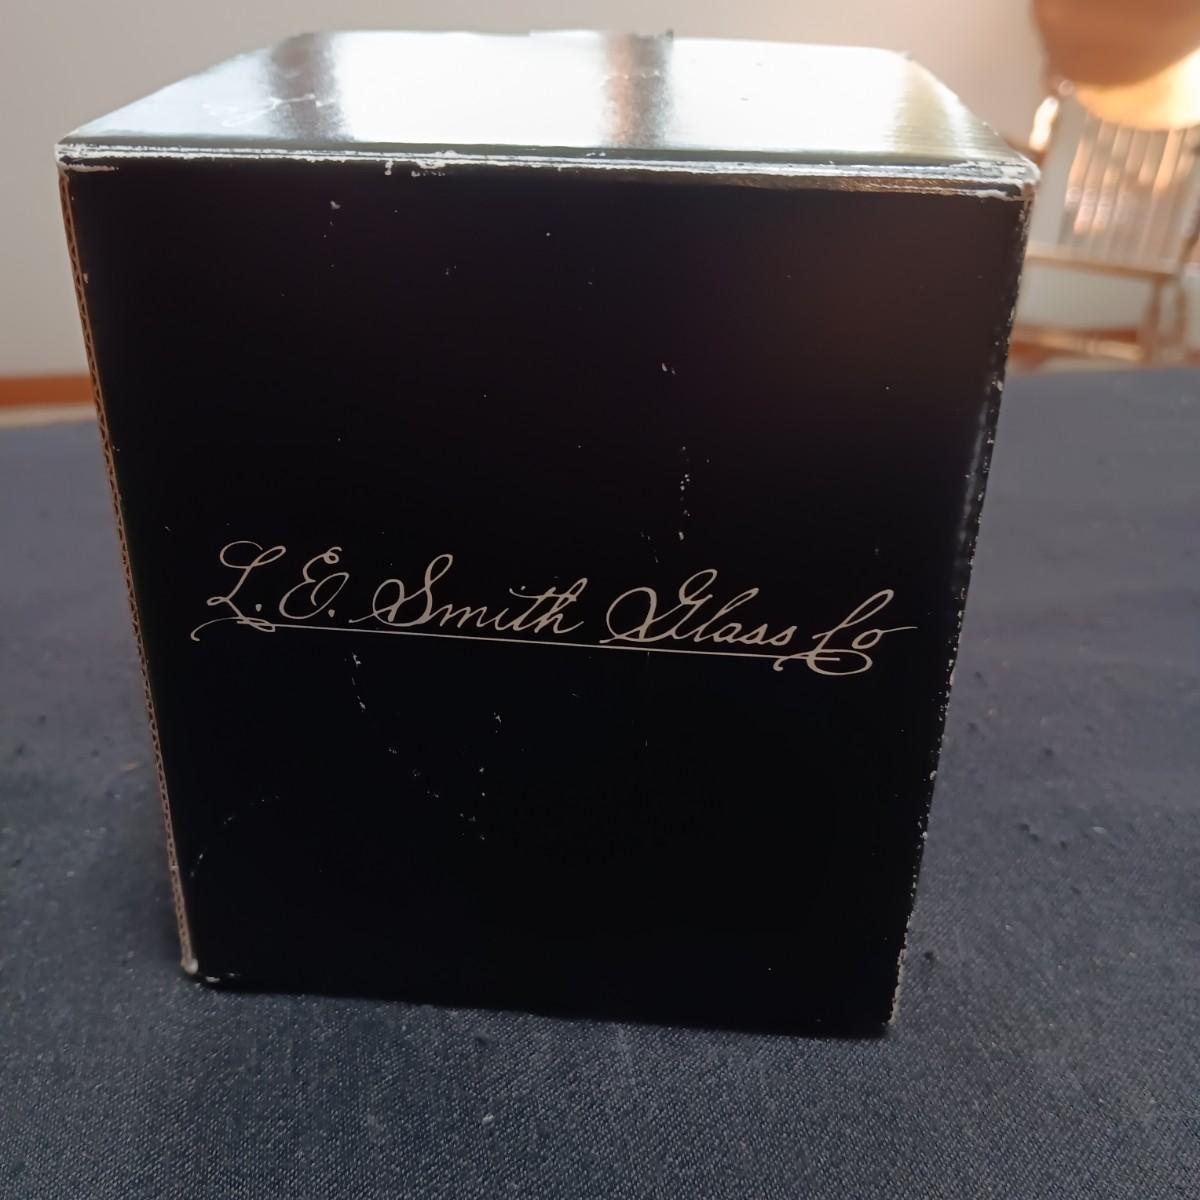 L. E. Smith Glass Co